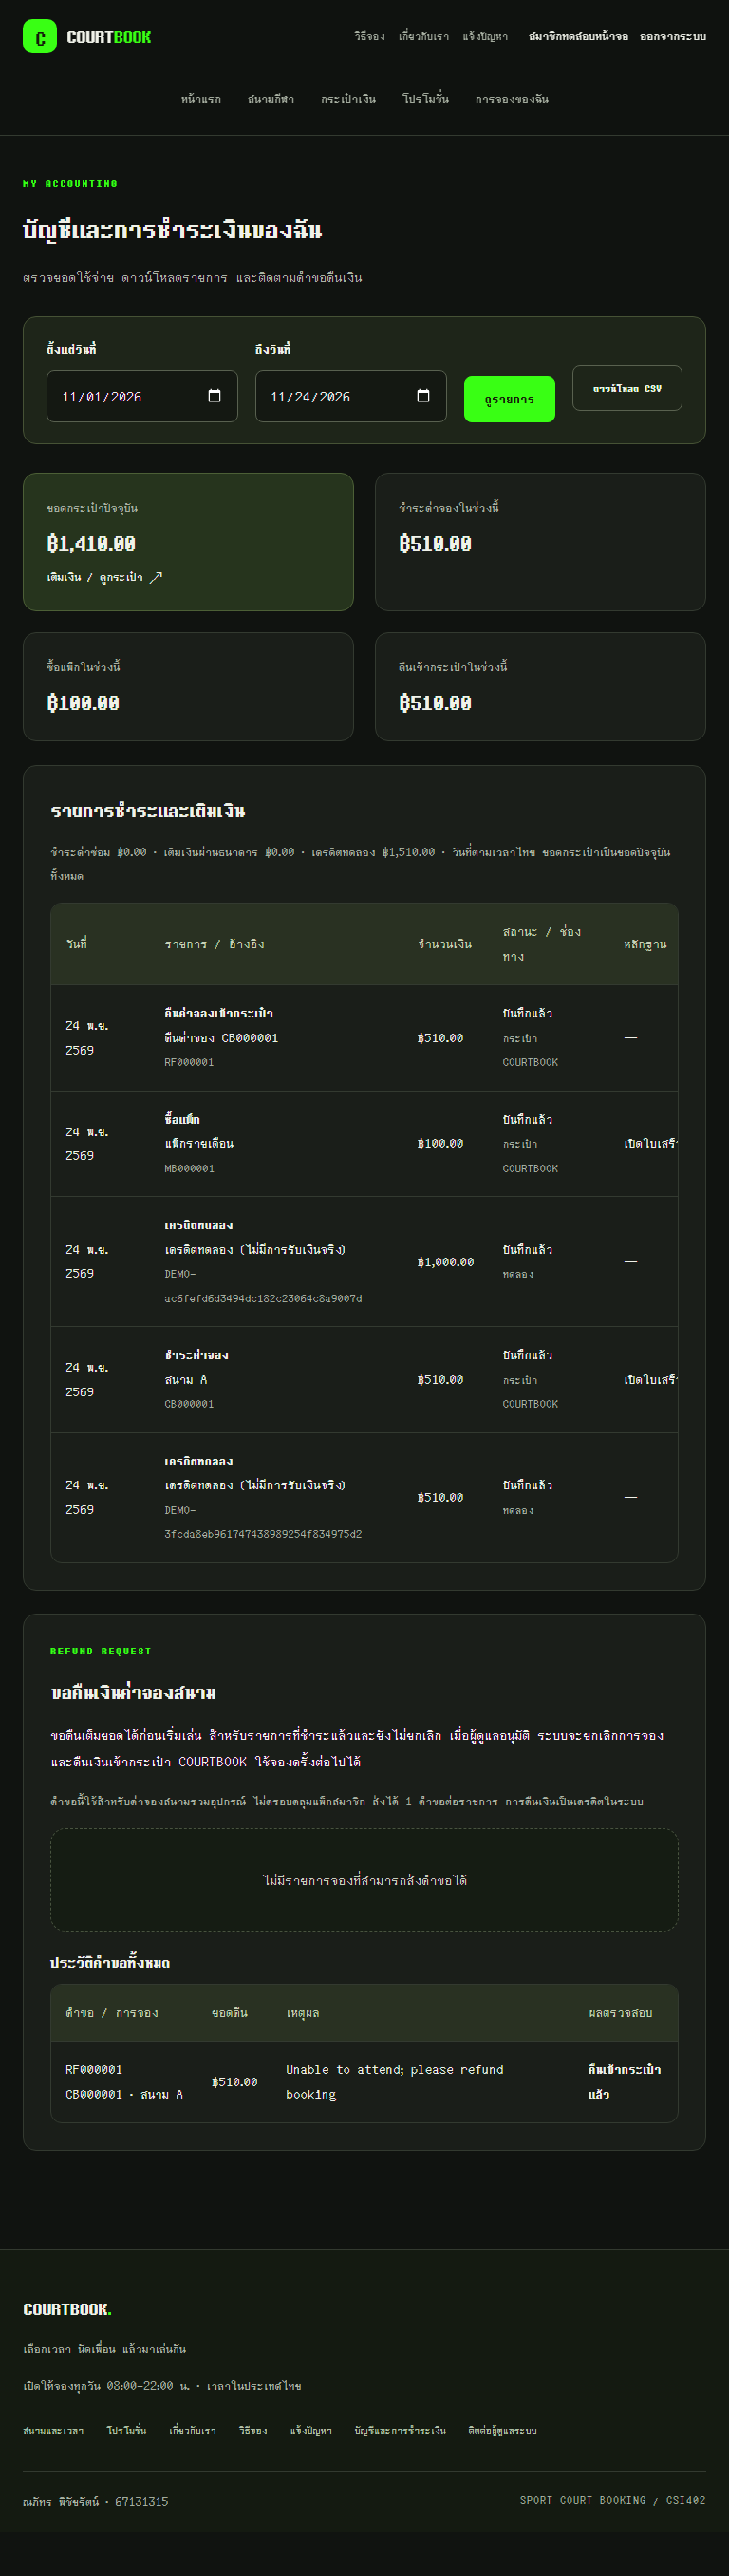 C COURTBOOK
วิธีจอง เกี่ยวกับเรา แจ้งปัญหา สมาชิกทดสอบหน้าจอ ออกจากระบบ
หน้าแรก สนามกีฬา กระเป๋าเงิน โปรโมชั่น การจองของฉัน
MY ACCOUNTING
บัญชีและการชำระเงินของฉัน
ตรวจยอดใช้จ่าย ดาวน์โหลดรายการ และติดตามคำขอคืนเงิน
ตั้งแต่วันที่ ถึงวันที่
11/01/2026 11/24/2026 ดูรายการ ดาวน์โหลด CSV
ยอดกระเป๋าปัจจุบัน ชำระค่าจองในช่วงนี้
฿1,410.00 ฿510.00
เติมเงิน / ดูกระเป๋า ↗
ซื้อแพ็กในช่วงนี้ คืนเข้ากระเป๋าในช่วงนี้
฿100.00 ฿510.00
รายการชำระและเติมเงิน
ชำระค่าซ่อม ฿0.00 · เติมเงินผ่านธนาคาร ฿0.00 · เครดิตทดลอง ฿1,510.00 · วันที่ตามเวลาไทย ยอดกระเป๋าเป็นยอดปัจจุบัน
ทั้งหมด
วันที่ รายการ / อ้างอิง จำนวนเงิน สถานะ / ช่อง
ทาง หลักฐาน
24 พ.ย.
2569 คืนค่าจองเข้ากระเป๋า
คืนค่าจอง CB000001
RF000001 ฿510.00 บันทึกแล้ว
กระเป๋า
COURTBOOK —
24 พ.ย.
2569 ซื้อแพ็ก
แพ็กรายเดือน
MB000001 ฿100.00 บันทึกแล้ว
กระเป๋า
COURTBOOK เปิดใบเสร็จ
24 พ.ย.
2569 เครดิตทดลอง
เครดิตทดลอง (ไม่มีการรับเงินจริง)
DEMO-
ac6fefd6d3494dc182c23064c8a9007d ฿1,000.00 บันทึกแล้ว
ทดลอง —
24 พ.ย.
2569 ชำระค่าจอง
สนาม A
CB000001 ฿510.00 บันทึกแล้ว
กระเป๋า
COURTBOOK เปิดใบเสร็จ
24 พ.ย.
2569 เครดิตทดลอง
เครดิตทดลอง (ไม่มีการรับเงินจริง)
DEMO-
3fcda8eb961747438989254f834975d2 ฿510.00 บันทึกแล้ว
ทดลอง —
REFUND REQUEST
ขอคืนเงินค่าจองสนาม
ขอคืนเต็มยอดได้ก่อนเริ่มเล่น สำหรับรายการที่ชำระแล้วและยังไม่ยกเลิก เมื่อผู้ดูแลอนุมัติ ระบบจะยกเลิกการจอง
และคืนเงินเข้ากระเป๋า COURTBOOK ใช้จองครั้งต่อไปได้
คำขอนี้ใช้สำหรับค่าจองสนามรวมอุปกรณ์ ไม่ครอบคลุมแพ็กสมาชิก ส่งได้ 1 คำขอต่อรายการ การคืนเงินเป็นเครดิตในระบบ
ไม่มีรายการจองที่สามารถส่งคำขอได้
ประวัติคำขอทั้งหมด
คำขอ / การจอง ยอดคืน เหตุผล ผลตรวจสอบ
RF000001
CB000001 · สนาม A ฿510.00 Unable to attend; please refund
booking คืนเข้ากระเป๋า
แล้ว
COURTBOOK.
เลือกเวลา นัดเพื่อน แล้วมาเล่นกัน
เปิดให้จองทุกวัน 08:00–22:00 น. · เวลาในประเทศไทย
สนามและเวลา โปรโมชั่น เกี่ยวกับเรา วิธีจอง แจ้งปัญหา บัญชีและการชำระเงิน ติดต่อผู้ดูแลระบบ
ณภัทร พิริยรัตน์ · 67131315 SPORT COURT BOOKING / CSI402